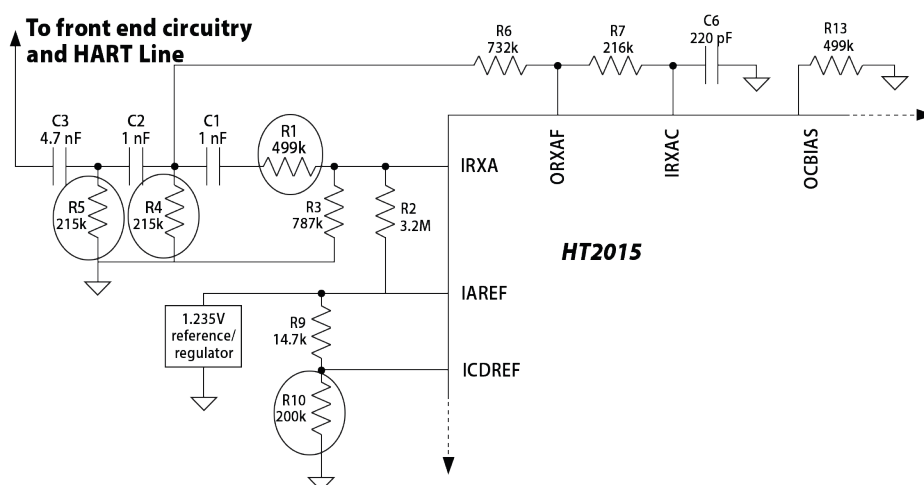 To front end circuitry
and HART Line
C3
4.7 nF
C2
1 nF
C1
1 nF
R1
499k
R6
732k
R7
216k
C6
220 pF
R13
499k
ORXAF
IRXAC
OCBIAS
IRXA
R5
215k
R4
215k
R3
787k
R2
3.2M
HT2015
IAREF
1.235V
reference/
regulator
R9
14.7k
ICDREF
R10
200k